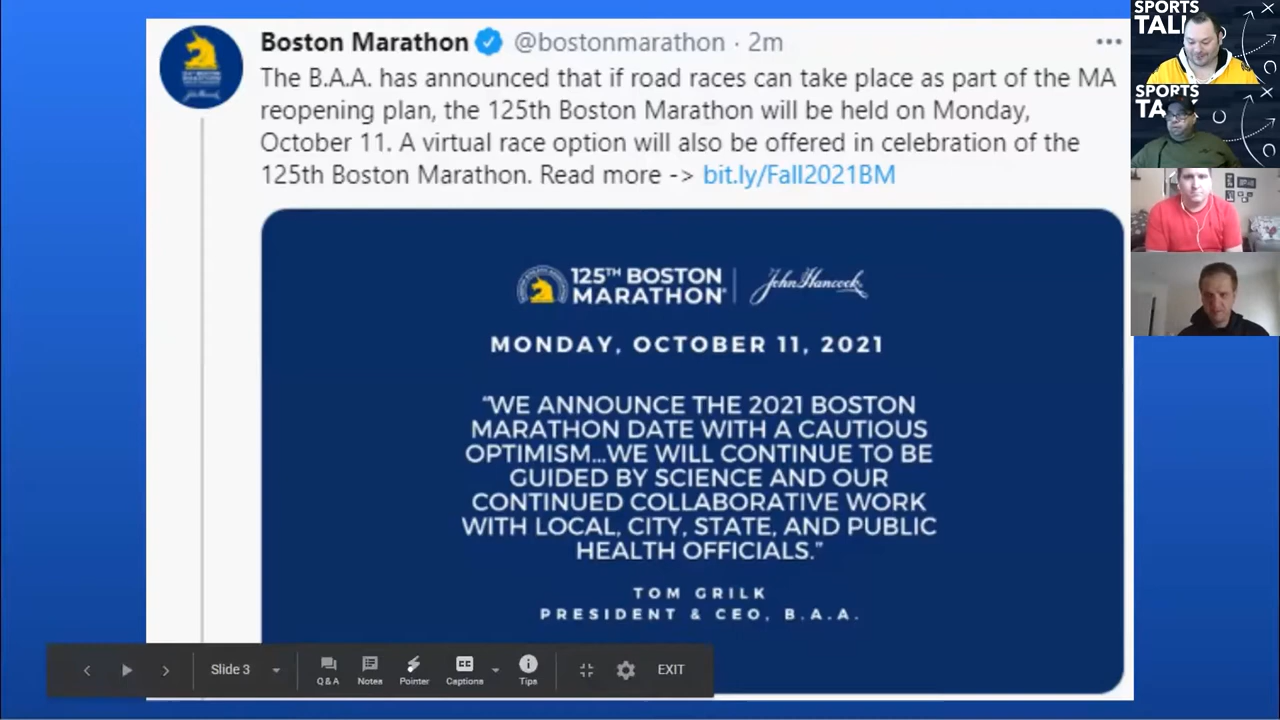 Boston Marathon @bostonmarathon · 2m
The B.A.A. has announced that if road races can take place as part of the MA
reopening plan, the 125th Boston Marathon will be held on Monday,
October 11. A virtual race option will also be offered in celebration of the
125th Boston Marathon. Read more -> bit.ly/Fall2021BM
125TH BOSTON
MARATHON
John Hancock
MONDAY, OCTOBER 11, 2021
“WE ANNOUNCE THE 2021 BOSTON
MARATHON DATE WITH A CAUTIOUS
OPTIMISM...WE WILL CONTINUE TO BE
GUIDED BY SCIENCE AND OUR
CONTINUED COLLABORATIVE WORK
WITH LOCAL, CITY, STATE, AND PUBLIC
HEALTH OFFICIALS.”
TOM GRILK
PRESIDENT & CEO, B.A.A.
Slide 3
Q&A
Notes
Pointer
CC
Captions
Tips
EXIT
SPORTS
TALK
SPORTS